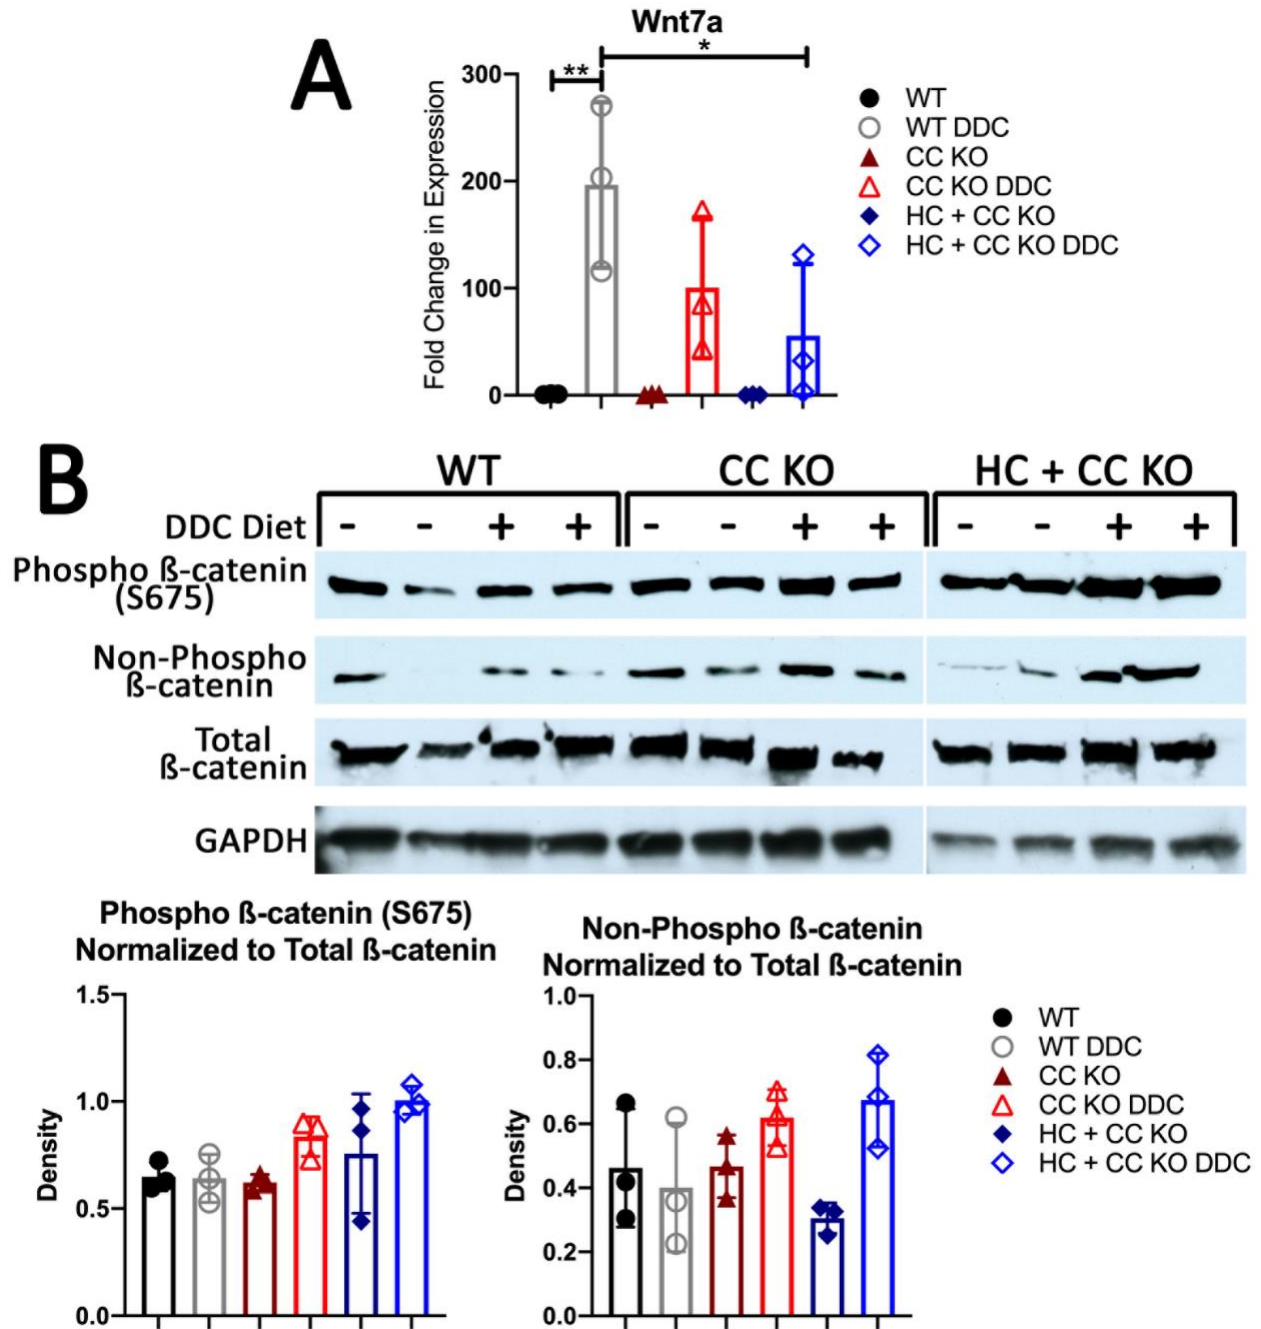 A
Wnt7a
*
**
Fold Change in Expression
300
200
100
0
WT
WT DDC
CC KO
CC KO DDC
HC + CC KO
HC + CC KO DDC
B
WT CC KO HC + CC KO
DDC Diet - - + + - - + + - - + +
Phospho ß-catenin
(S675)
Non-Phospho
ß-catenin
Total
ß-catenin
GAPDH
Phospho ß-catenin (S675)
Normalized to Total ß-catenin
Density
1.5
1.0
0.5
0.0
Non-Phospho ß-catenin
Normalized to Total ß-catenin
Density
1.0
0.8
0.6
0.4
0.2
0.0
WT
WT DDC
CC KO
CC KO DDC
HC + CC KO
HC + CC KO DDC